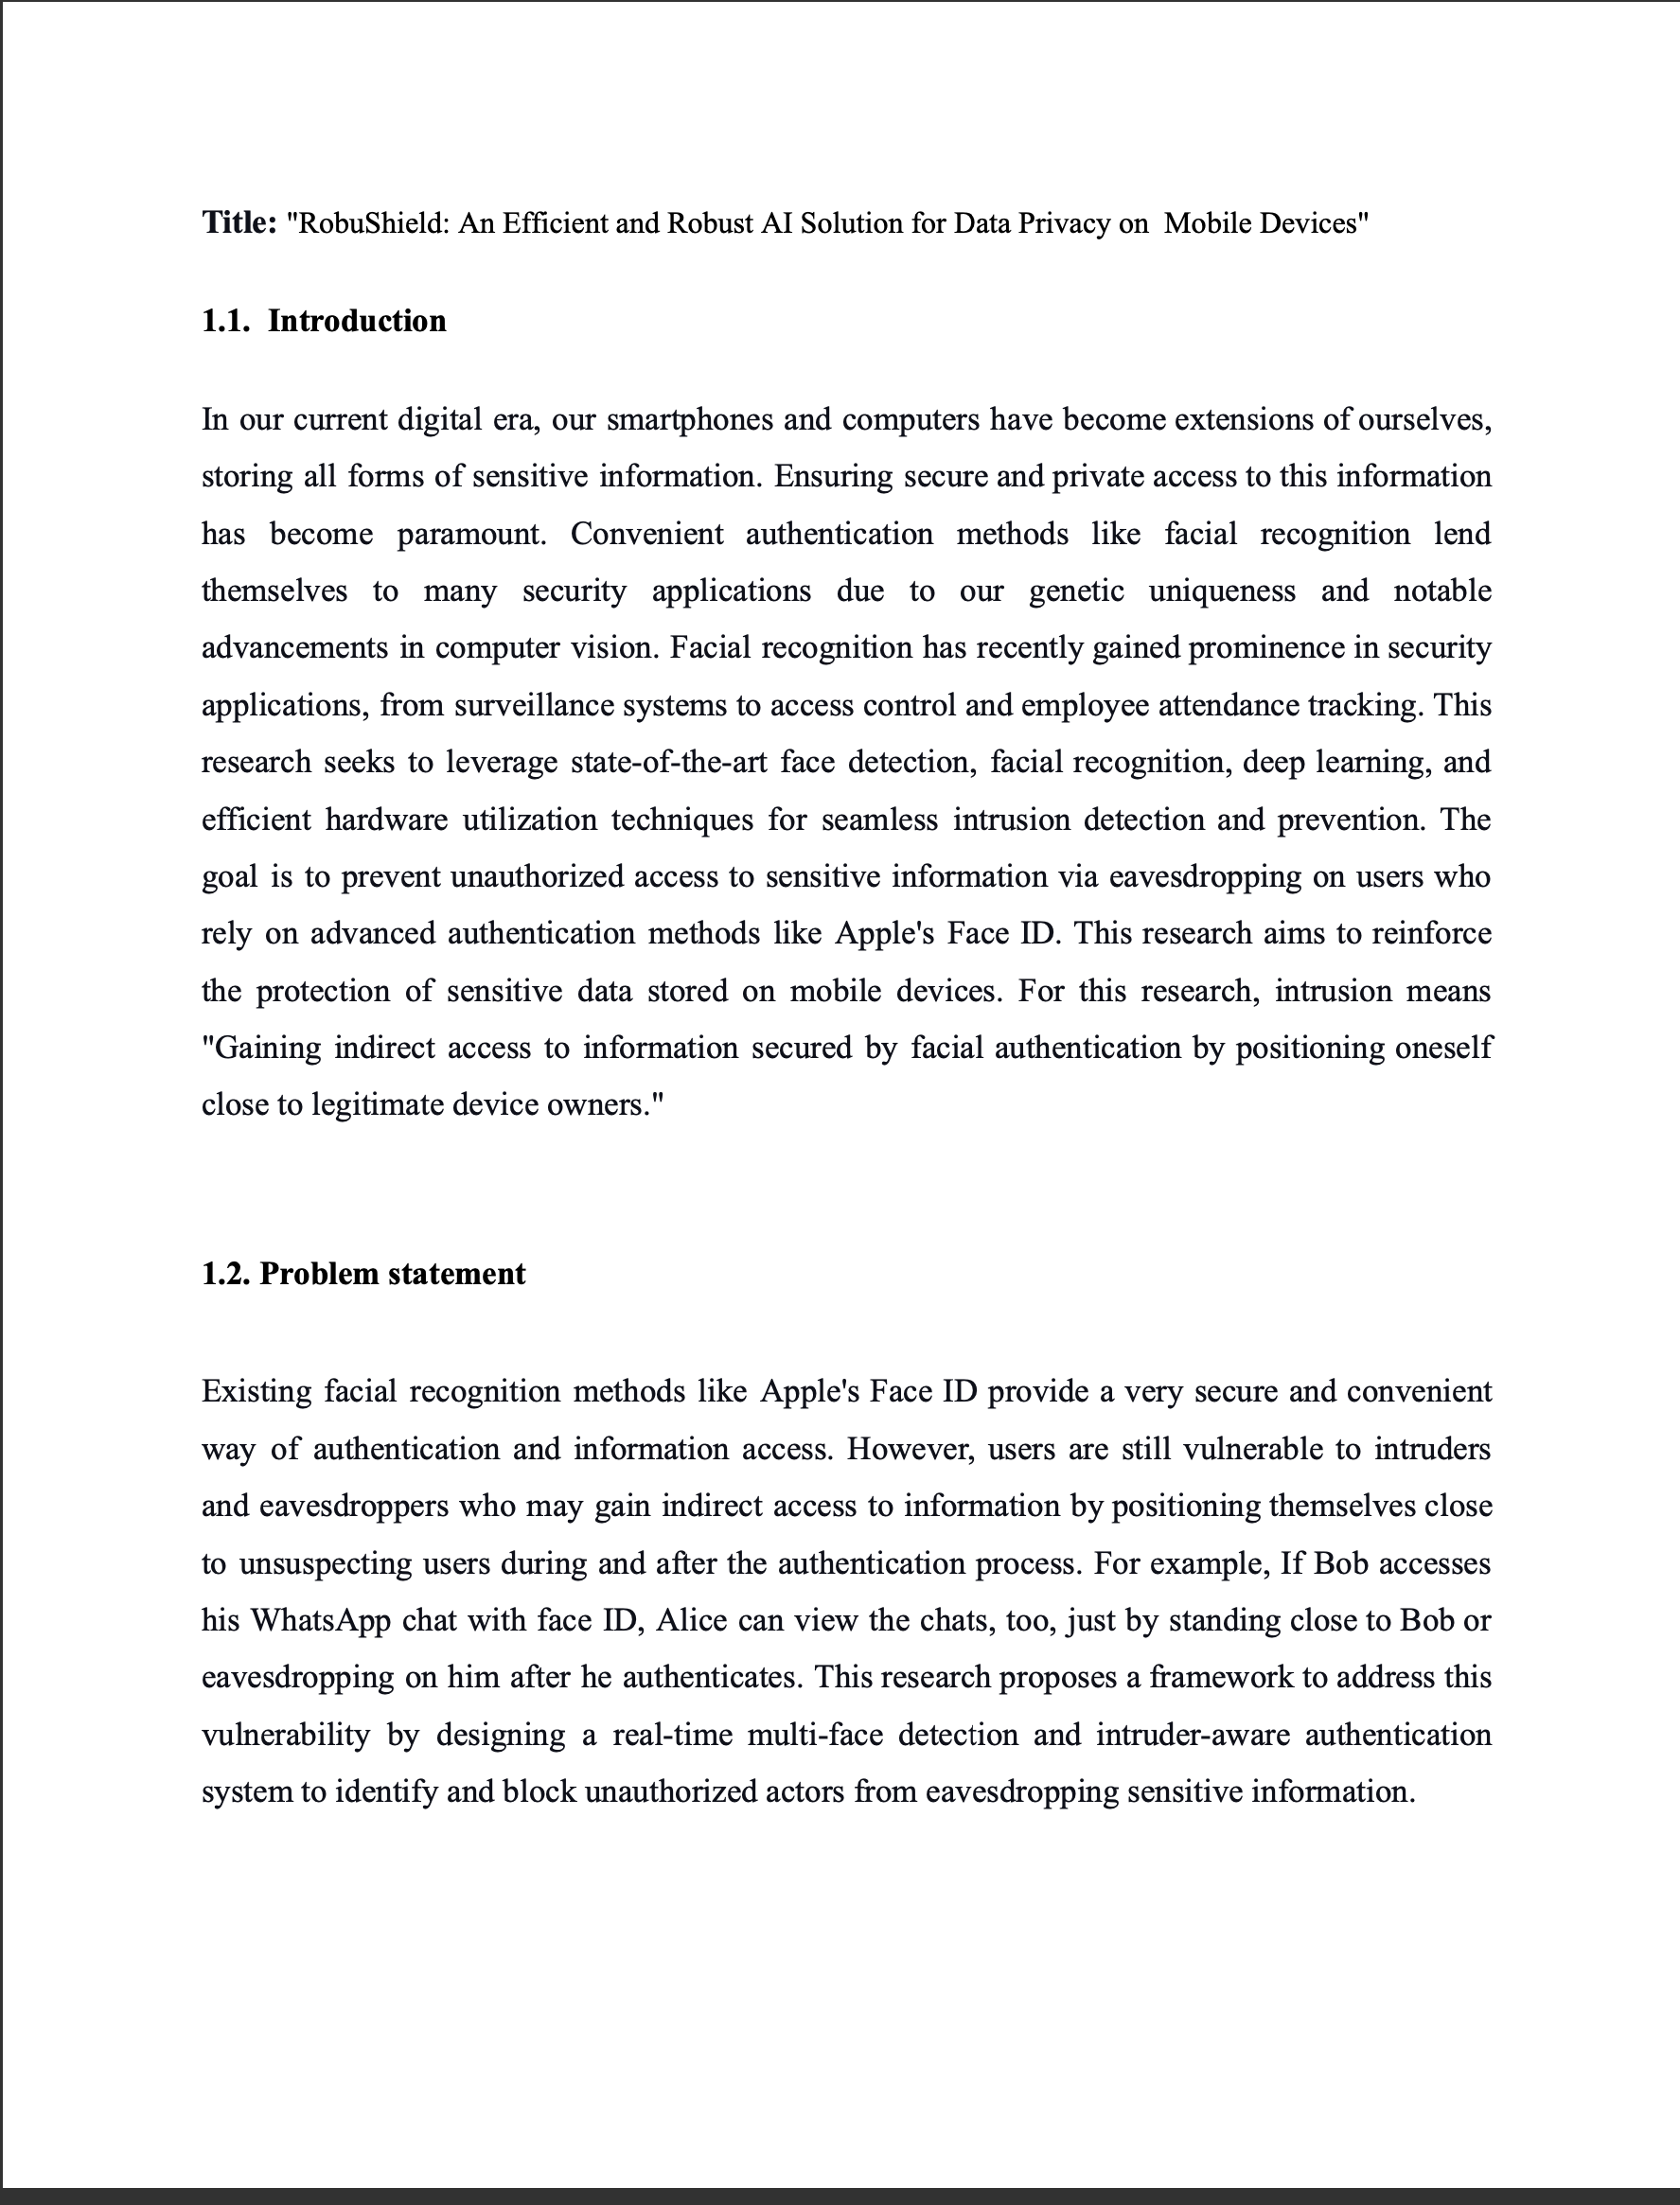 Title: "RobuShield: An Efficient and Robust AI Solution for Data Privacy on  Mobile Devices"
1.1.  Introduction
In our current digital era, our smartphones and computers have become extensions of ourselves,
storing all forms of sensitive information. Ensuring secure and private access to this information
has become paramount. Convenient authentication methods like facial recognition lend
themselves to many security applications due to our genetic uniqueness and notable
advancements in computer vision. Facial recognition has recently gained prominence in security
applications, from surveillance systems to access control and employee attendance tracking. This
research seeks to leverage state-of-the-art face detection, facial recognition, deep learning, and
efficient hardware utilization techniques for seamless intrusion detection and prevention. The
goal is to prevent unauthorized access to sensitive information via eavesdropping on users who
rely on advanced authentication methods like Apple's Face ID. This research aims to reinforce
the protection of sensitive data stored on mobile devices. For this research, intrusion means
"Gaining indirect access to information secured by facial authentication by positioning oneself
close to legitimate device owners."
1.2. Problem statement
Existing facial recognition methods like Apple's Face ID provide a very secure and convenient
way of authentication and information access. However, users are still vulnerable to intruders
and eavesdroppers who may gain indirect access to information by positioning themselves close
to unsuspecting users during and after the authentication process. For example, If Bob accesses
his WhatsApp chat with face ID, Alice can view the chats, too, just by standing close to Bob or
eavesdropping on him after he authenticates. This research proposes a framework to address this
vulnerability by designing a real-time multi-face detection and intruder-aware authentication
system to identify and block unauthorized actors from eavesdropping sensitive information.